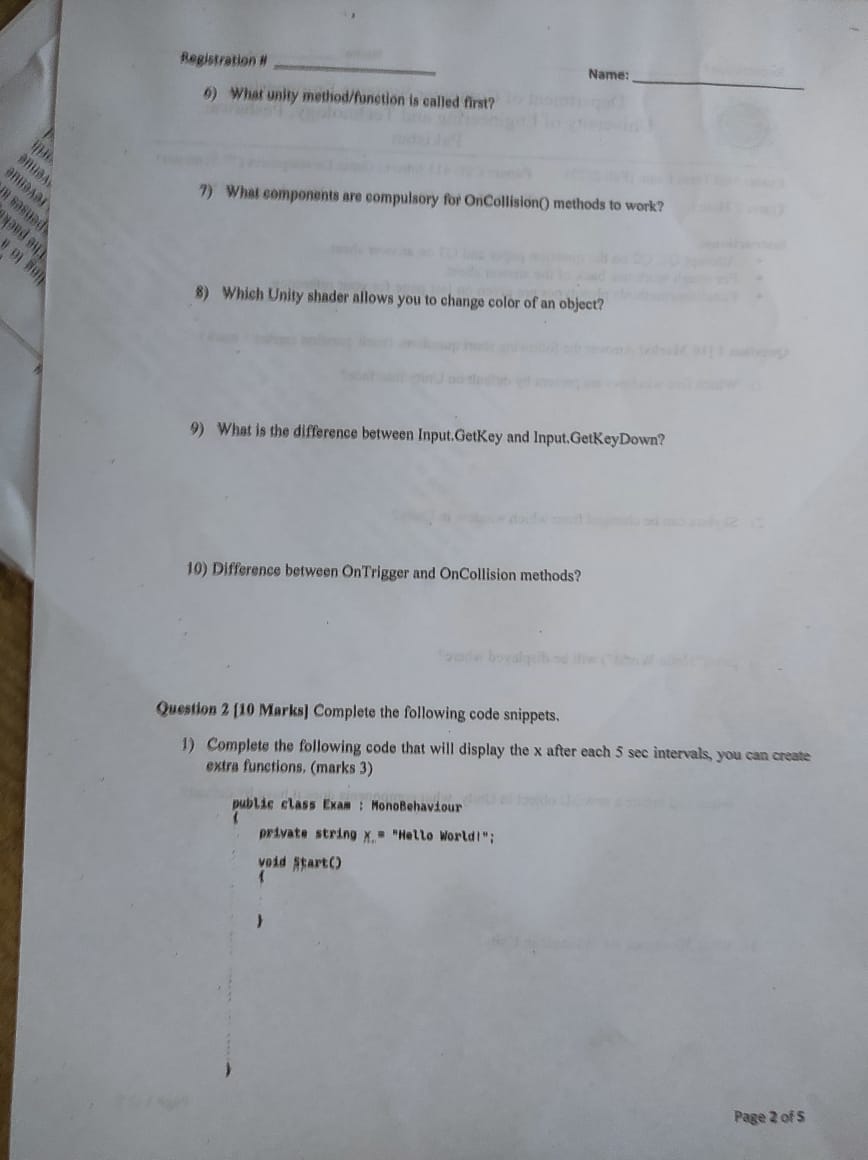 Registration # ____________
Name: ____________
6) What unity method/function is called first?
7) What components are compulsory for OnCollision() methods to work?
8) Which Unity shader allows you to change color of an object?
9) What is the difference between Input.GetKey and Input.GetKeyDown?
10) Difference between OnTrigger and OnCollision methods?
Question 2 [10 Marks] Complete the following code snippets.
1) Complete the following code that will display the x after each 5 sec intervals, you can create
extra functions. (marks 3)
public class Exam : MonoBehaviour
{
private string x = "Hello World!";
void Start()
{
}
}
Page 2 of 5